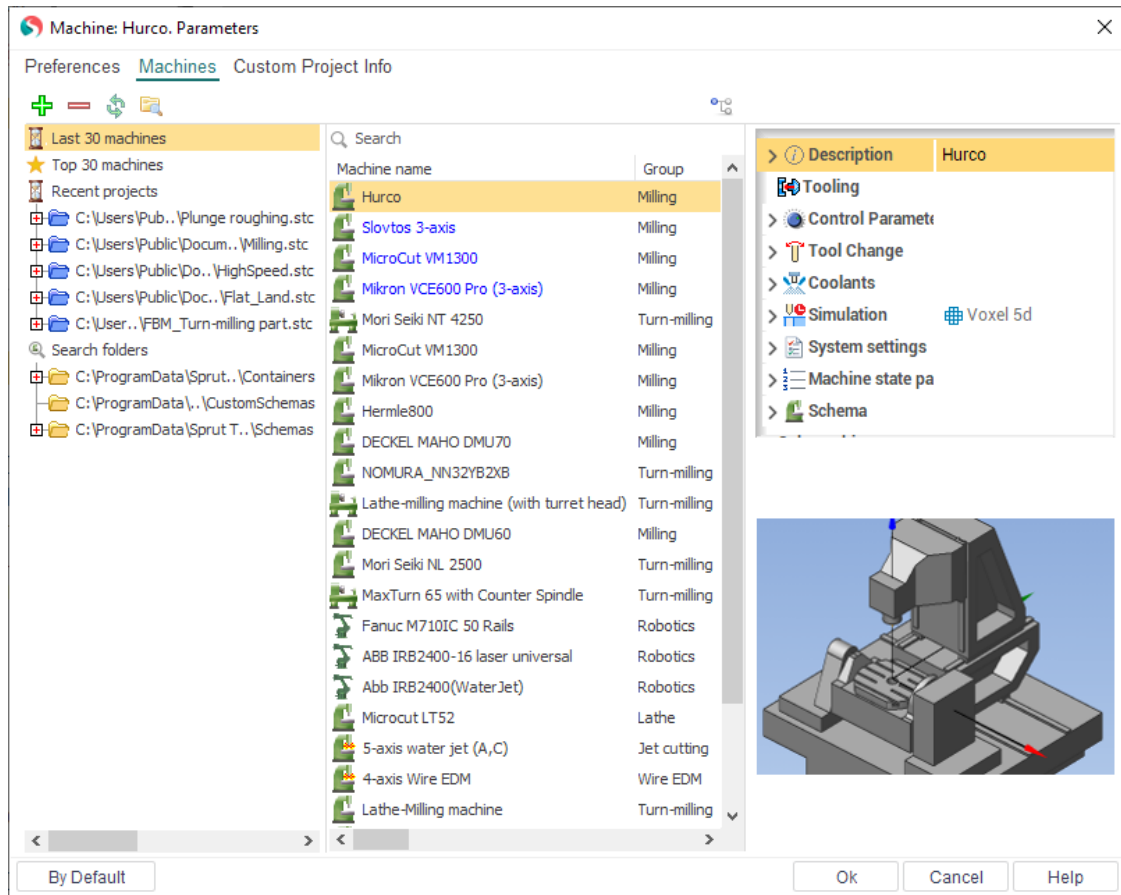 Machine: Hurco. Parameters
Preferences Machines Custom Project Info
Last 30 machines
Top 30 machines
Recent projects
C:\Users\Pub..\Plunge roughing.stc
C:\Users\Public\Docum..\Milling.stc
C:\Users\Public\Do..\HighSpeed.stc
C:\Users\Public\Doc..\Flat_Land.stc
C:\User..\FBM_Turn-milling part.stc
Search folders
C:\ProgramData\Sprut..\Containers
C:\ProgramData\..\CustomSchemas
C:\ProgramData\Sprut T..\Schemas
Search
Machine name Group
Hurco Milling
Slovtos 3-axis Milling
MicroCut VM1300 Milling
Mikron VCE600 Pro (3-axis) Milling
Mori Seiki NT 4250 Turn-milling
MicroCut VM1300 Milling
Mikron VCE600 Pro (3-axis) Milling
Hermle800 Milling
DECKEL MAHO DMU70 Milling
NOMURA_NN32YB2XB Turn-milling
Lathe-milling machine (with turret head) Turn-milling
DECKEL MAHO DMU60 Milling
Mori Seiki NL 2500 Turn-milling
MaxTurn 65 with Counter Spindle Turn-milling
Fanuc M710IC 50 Rails Robotics
ABB IRB2400-16 laser universal Robotics
Abb IRB2400(WaterJet) Robotics
Microcut LT52 Lathe
5-axis water jet (A,C) Jet cutting
4-axis Wire EDM Wire EDM
Lathe-Milling machine Turn-milling
Description Hurco
Tooling
Control Paramete
Tool Change
Coolants
Simulation Voxel 5d
System settings
Machine state pa
Schema
By Default Ok Cancel Help